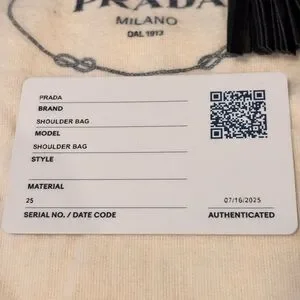 PRADA
MILANO
DAL 1913
PRADA
BRAND
SHOULDER BAG
MODEL
SHOULDER BAG
STYLE
MATERIAL
25 07/16/2025
SERIAL NO. / DATE CODE AUTHENTICATED